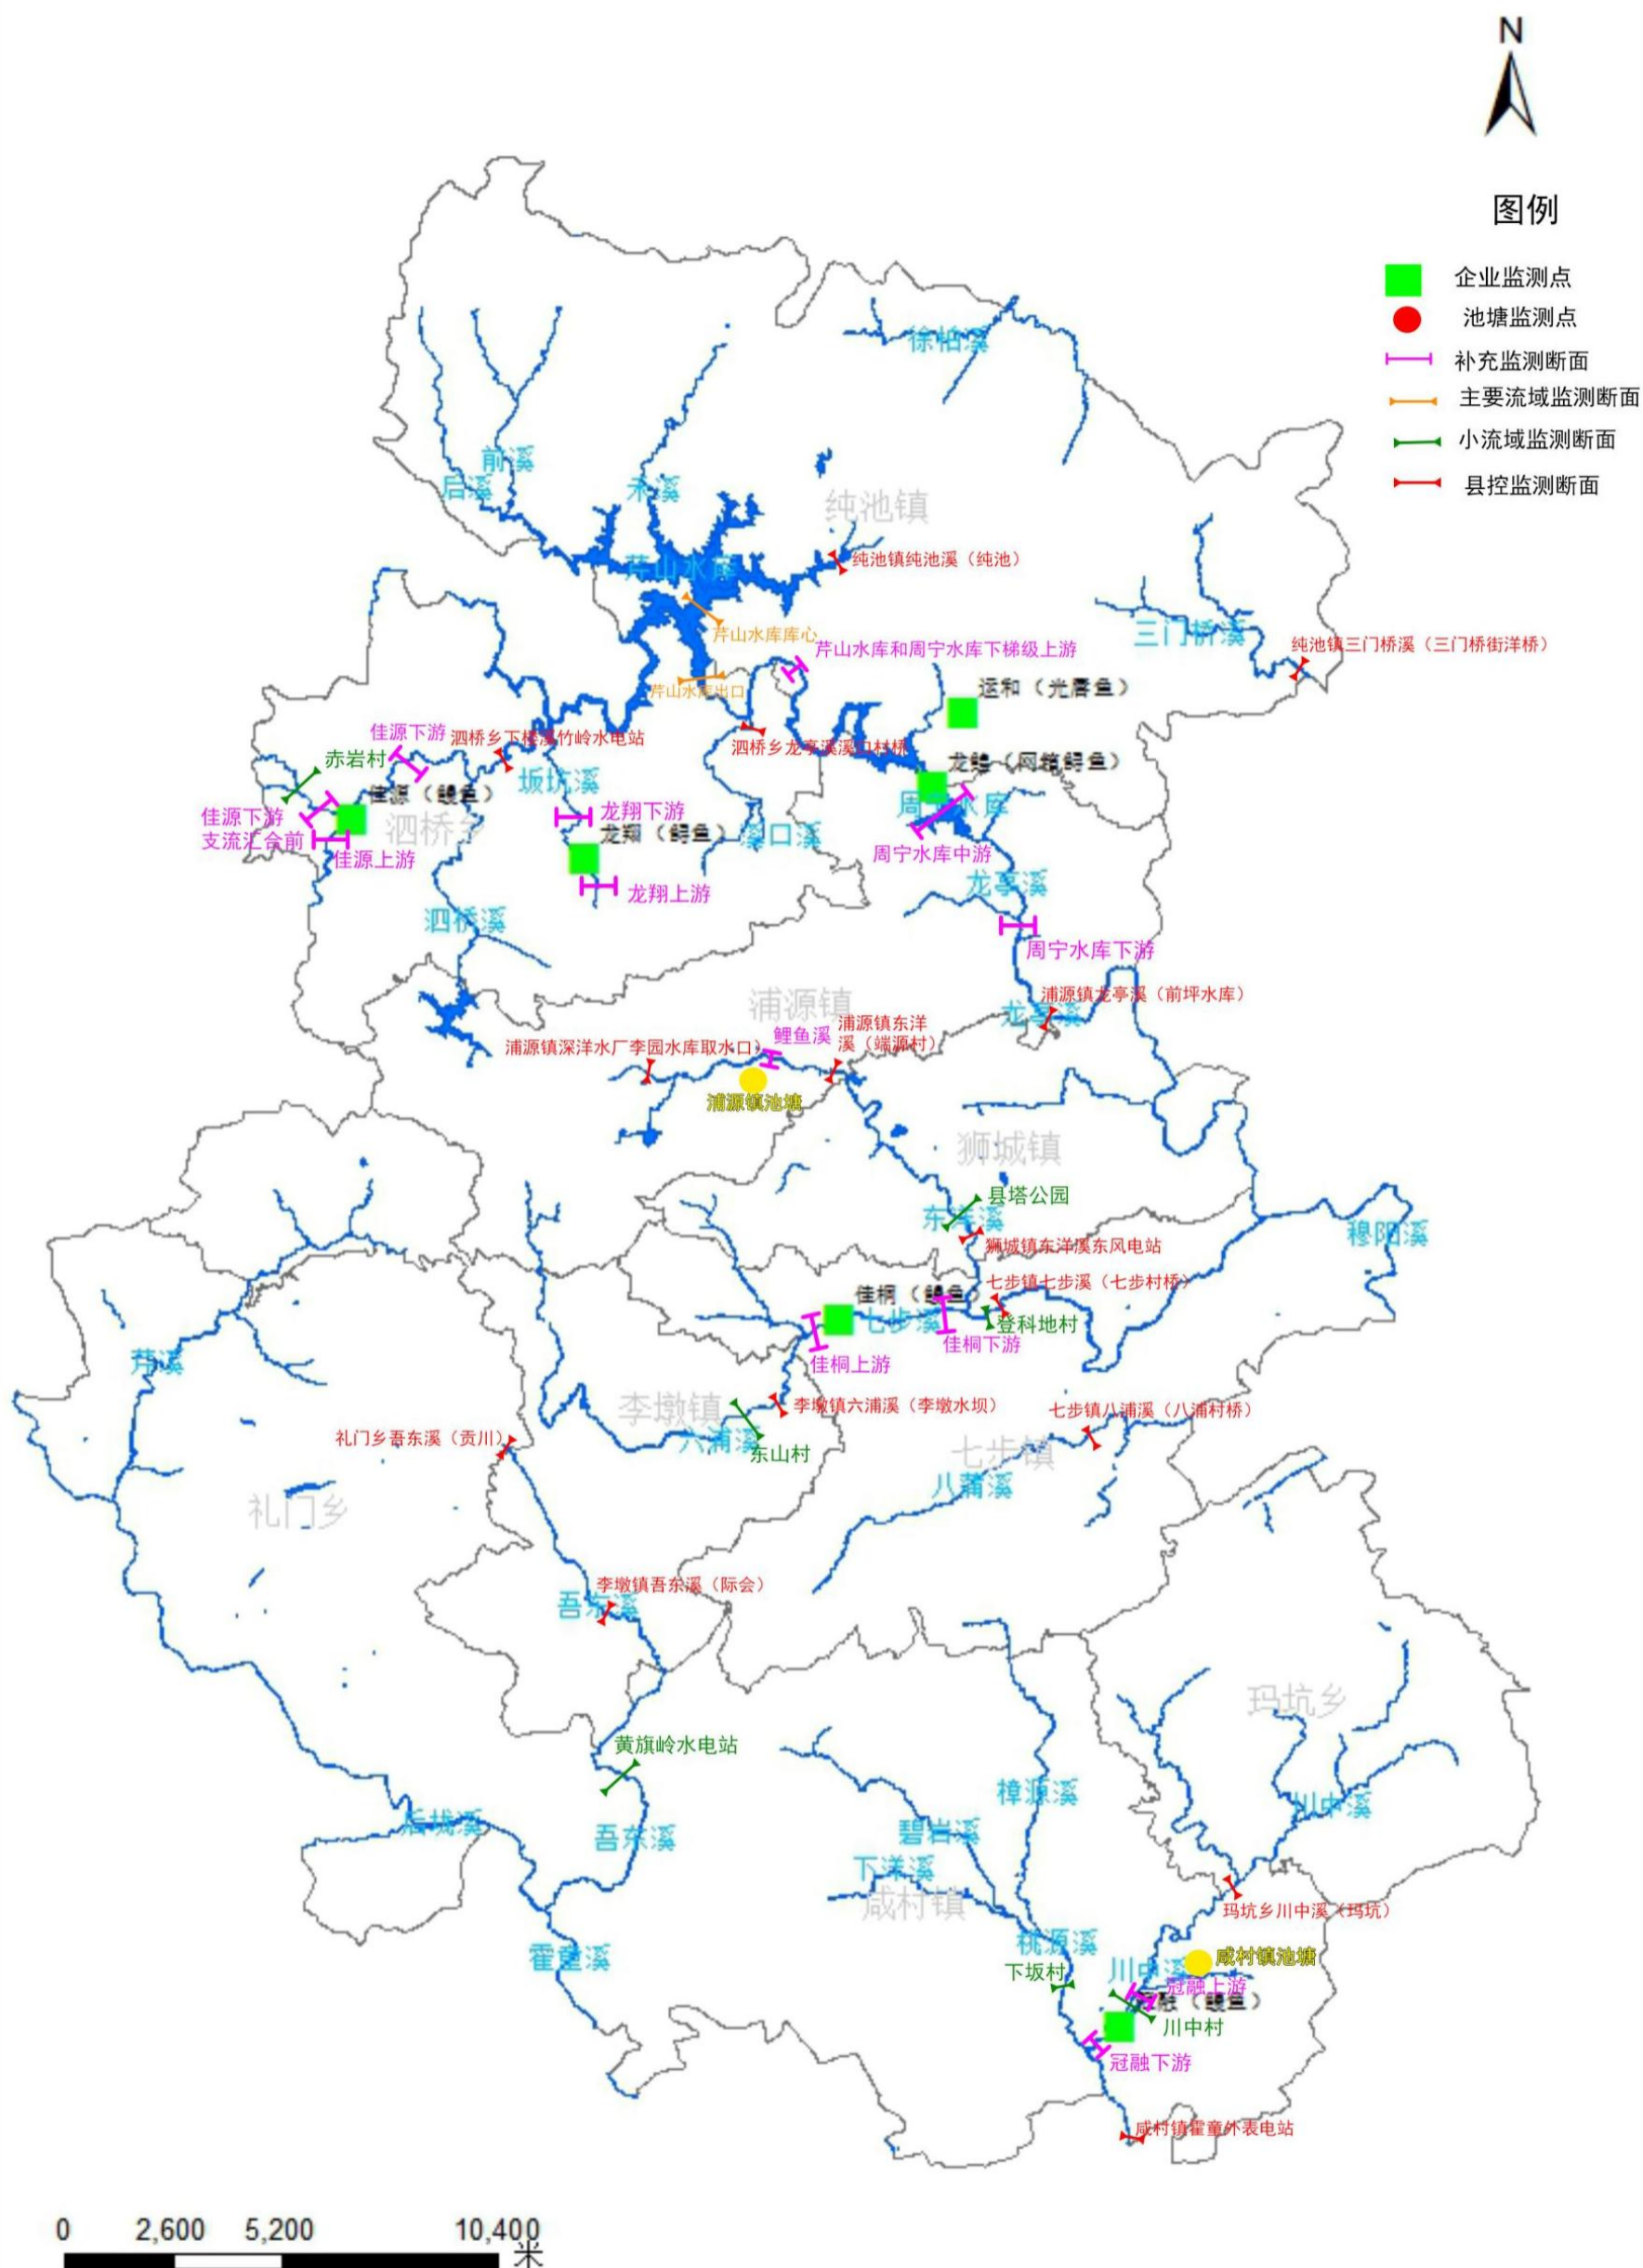 N
图例
企业监测点
池塘监测点
补充监测断面
主要流域监测断面
小流域监测断面
县控监测断面
徐柏溪
前溪
后溪
禾溪
纯池镇
芹山水库
纯池镇纯池溪（纯池）
芹山水库库心
三门桥溪
纯池镇三门桥溪（三门桥街洋桥）
芹山水库和周宁水库下梯级上游
芹山水库出口
运和（光唇鱼）
佳源下游
泗桥乡下楼溪竹岭水电站
泗桥乡龙亭溪溪口村桥
赤岩村
坂坑溪
佳源（鳗鱼）
周宁水库
佳源下游
支流汇合前
泗桥乡
龙翔下游
龙翔（鲟鱼）
溪口溪
佳源上游
周宁水库中游
龙亭溪
龙翔上游
泗桥溪
周宁水库下游
浦源镇
浦源镇龙亭溪（前坪水库）
龙亭溪
鲤鱼溪
浦源镇东洋
溪（端源村）
浦源镇深洋水厂李园水库取水口）
浦源镇池塘
狮城镇
县塔公园
东洋溪
穆阳溪
狮城镇东洋溪东风电站
七步镇七步溪（七步村桥）
佳桐（鳗鱼）
七步溪
登科地村
佳桐下游
佳桐上游
芹溪
李墩镇
李墩镇六浦溪（李墩水坝）
七步镇八浦溪（八浦村桥）
礼门乡吾东溪（贡川）
六浦溪
东山村
七步镇
八蒲溪
礼门乡
李墩镇吾东溪（际会）
吾东溪
玛坑乡
黄旗岭水电站
樟源溪
川中溪
后垅溪
吾东溪
碧岩溪
下洋溪
咸村镇
玛坑乡川中溪（玛坑）
桃源溪
霍童溪
咸村镇池塘
下坂村
川中溪
冠融上游
冠融（鳗鱼）
川中村
冠融下游
咸村镇霍童外表电站
0 2,600 5,200 10,400
米